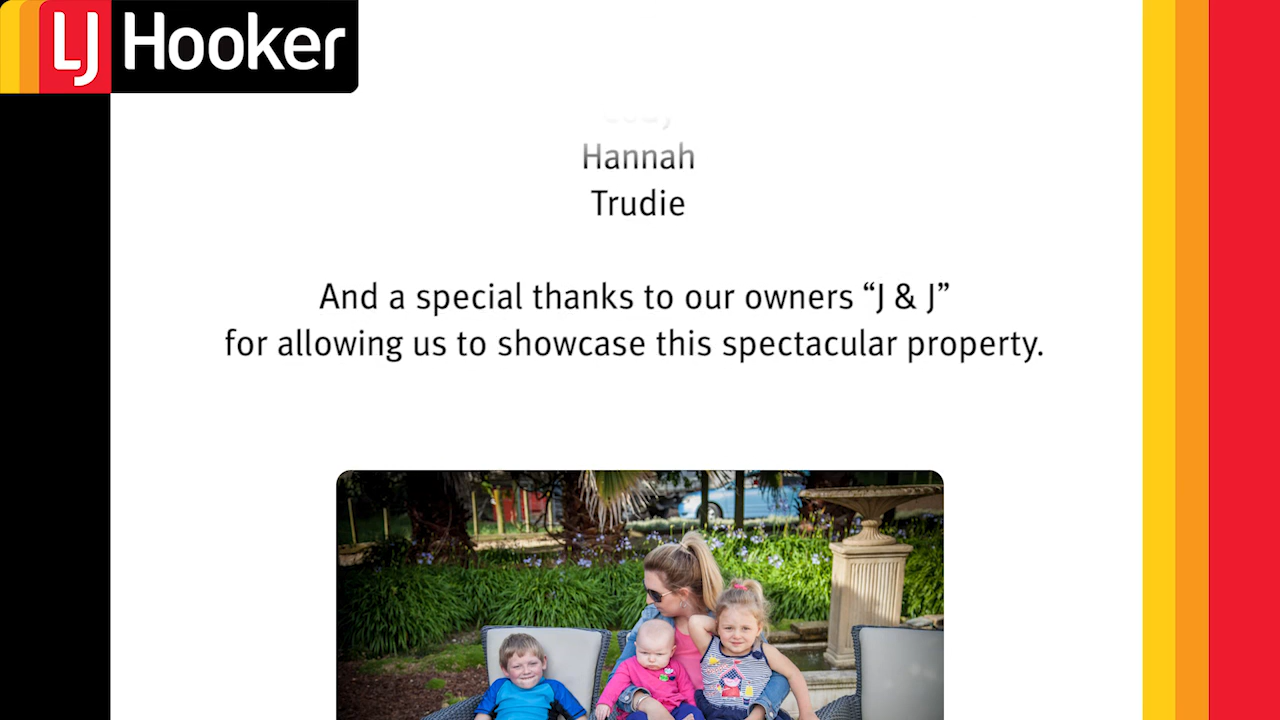 LJ Hooker
Hannah
Trudie
And a special thanks to our owners “J & J”
for allowing us to showcase this spectacular property.